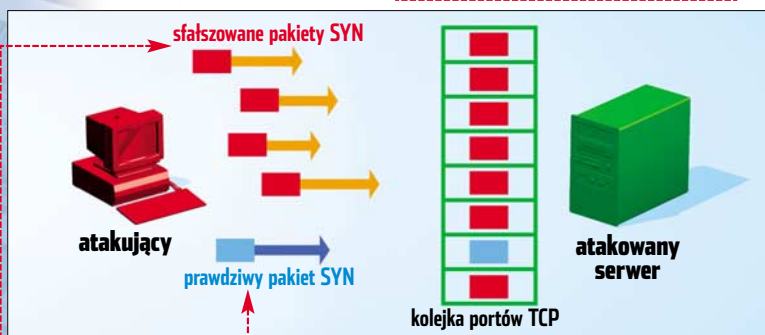 sfałszowane pakiety SYN
atakujący
prawdziwy pakiet SYN
kolejka portów TCP
atakowany
serwer